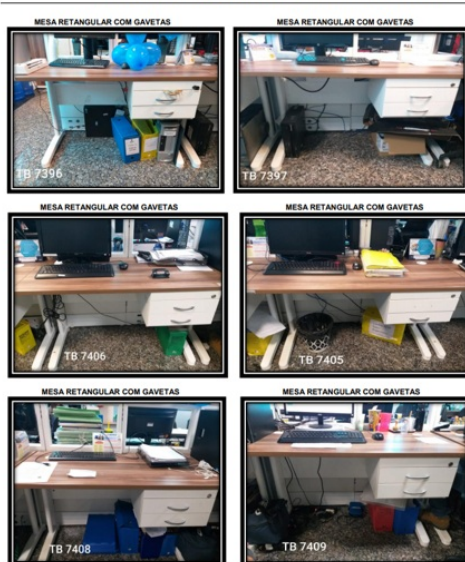 MESA RETANGULAR COM GAVETAS
MESA RETANGULAR COM GAVETAS
TB 7396
TB 7397
MESA RETANGULAR COM GAVETAS
MESA RETANGULAR COM GAVETAS
TB 7406
TB 7405
MESA RETANGULAR COM GAVETAS
MESA RETANGULAR COM GAVETAS
TB 7408
TB 7409